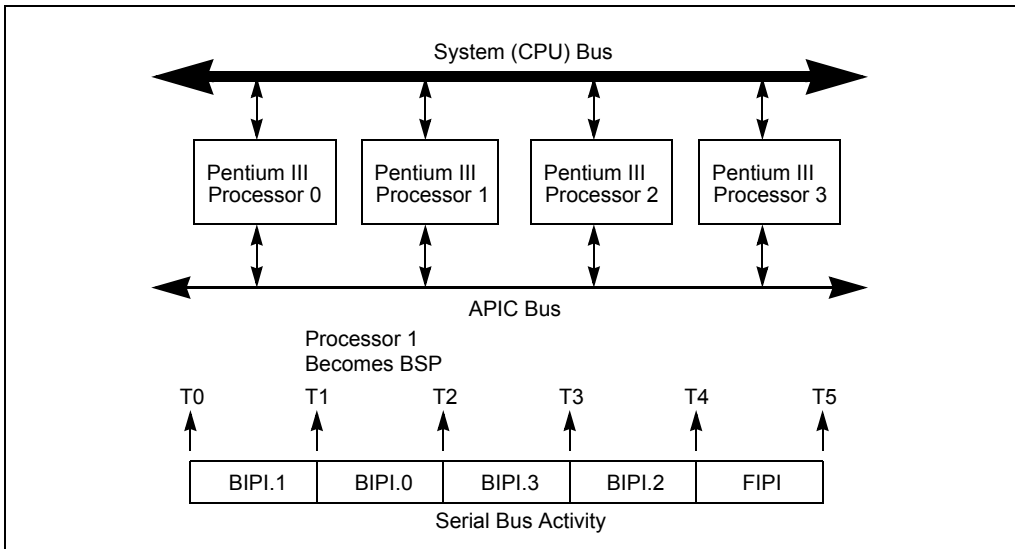 System (CPU) Bus
Pentium III
Processor 0
Pentium III
Processor 1
Pentium III
Processor 2
Pentium III
Processor 3
APIC Bus
Processor 1
Becomes BSP
T0 T1 T2 T3 T4 T5
BIPI.1 BIPI.0 BIPI.3 BIPI.2 FIPI
Serial Bus Activity